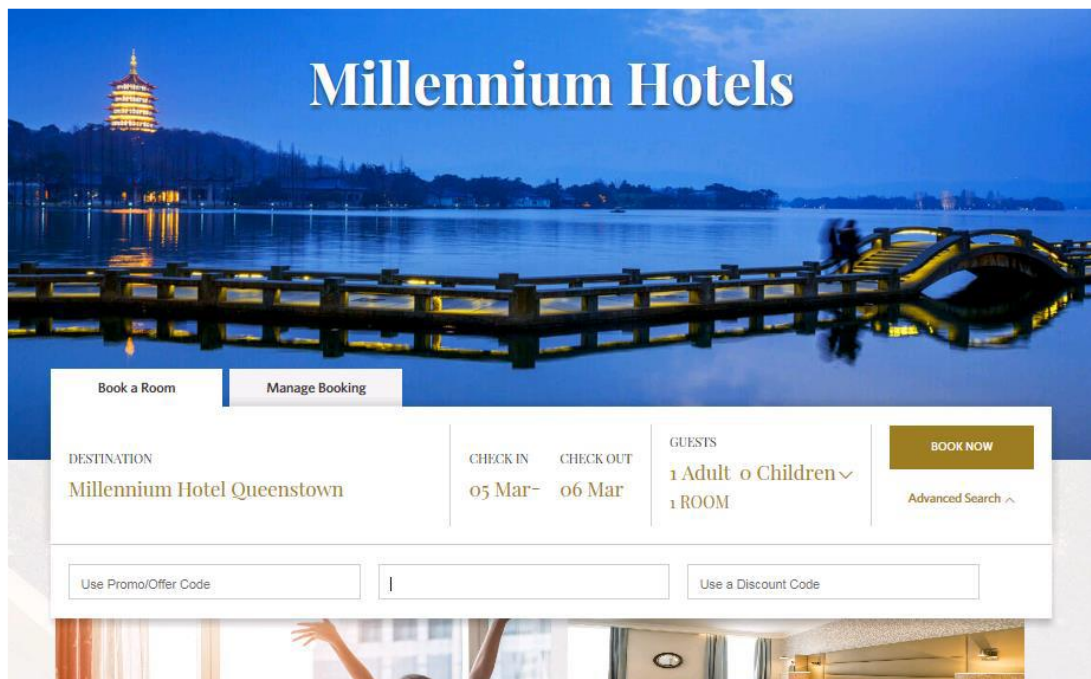 Millennium Hotels
Book a Room
Manage Booking
DESTINATION
Millennium Hotel Queenstown
CHECK IN
CHECK OUT
05 Mar-
06 Mar
GUESTS
1 Adult 0 Children
1 ROOM
BOOK NOW
Advanced Search
Use Promo/Offer Code
Use a Discount Code